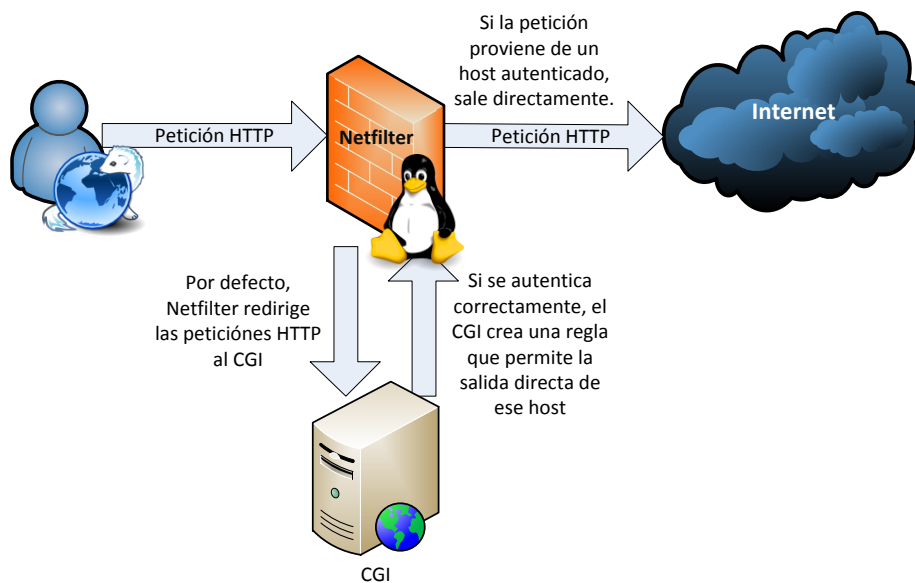 Si la petición
proviene de un
host autenticado,
sale directamente.
Internet
Petición HTTP
Netfilter
Petición HTTP
Por defecto,
Netfilter redirige
las peticiónes HTTP
al CGI
Si se autentica
correctamente, el
CGI crea una regla
que permite la
salida directa de
ese host
CGI